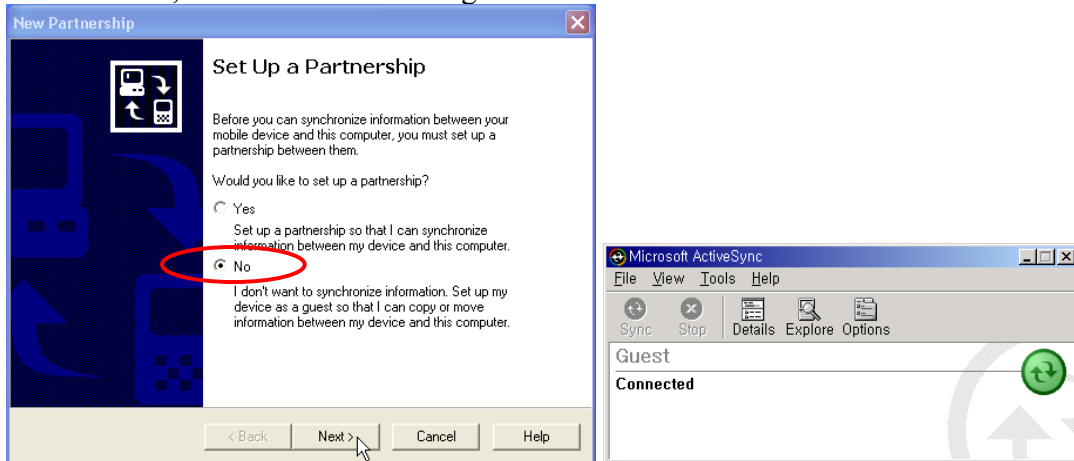 New Partnership
Set Up a Partnership
Before you can synchronize information between your
mobile device and this computer, you must set up a
partnership between them.
Would you like to set up a partnership?
Yes
Set up a partnership so that I can synchronize
information between my device and this computer.
No
I don't want to synchronize information. Set up my
device as a guest so that I can copy or move
information between my device and this computer.
< Back Next > Cancel Help
Microsoft ActiveSync
File View Tools Help
Sync Stop Details Explore Options
Guest
Connected